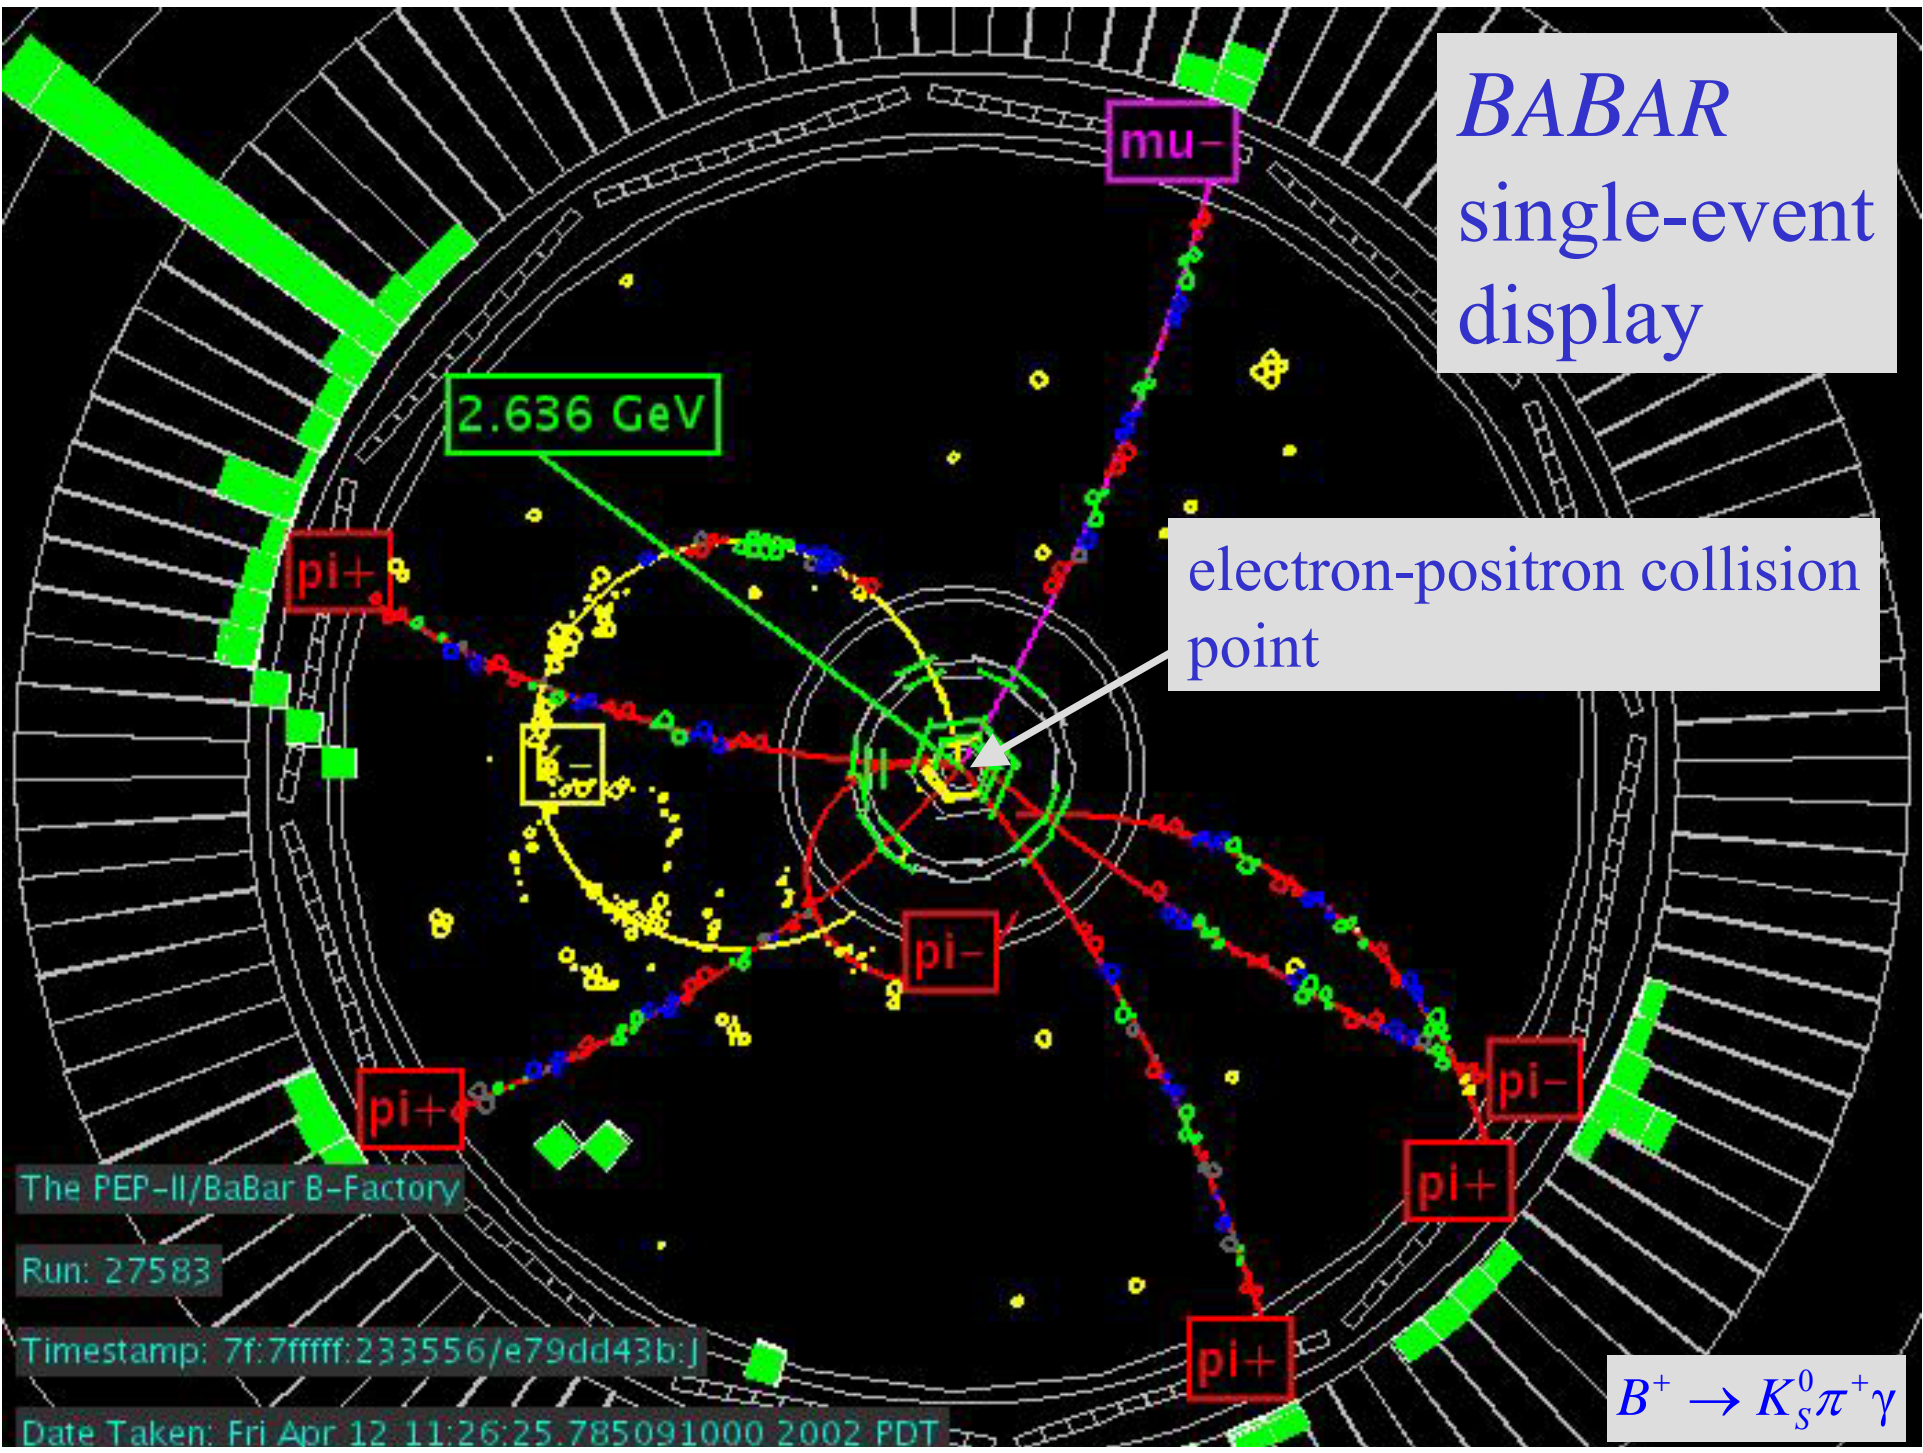 BABAR
single-event
display
mu-
2.636 GeV
electron-positron collision
point
pi+
K-
pi-
pi-
pi+
pi+
pi+
The PEP-II/BaBar B-Factory
Run: 27583
Timestamp: 7f:7fffff:233556/e79dd43b:J
Date Taken: Fri Apr 12 11:26:25.785091000 2002 PDT
B⁺ → K⁰_S π⁺ γ